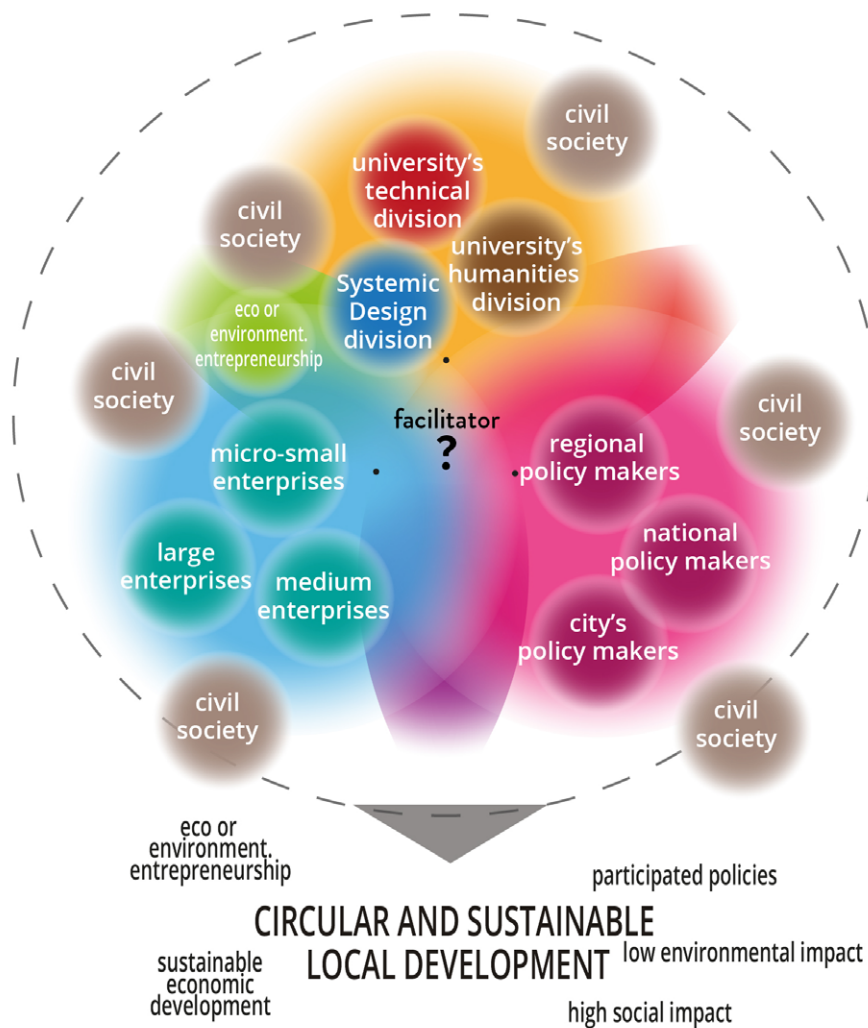 civil
society
university's
technical
division
civil
society
university's
humanities
division
Systemic
Design
division
eco or
environment.
entrepreneurship
civil
society
facilitator
?
civil
society
micro-small
enterprises
regional
policy makers
large
enterprises
national
policy makers
medium
enterprises
city's
policy makers
civil
society
civil
society
eco or
environment.
entrepreneurship
participated policies
CIRCULAR AND SUSTAINABLE
LOCAL DEVELOPMENT
low environmental impact
sustainable
economic
development
high social impact